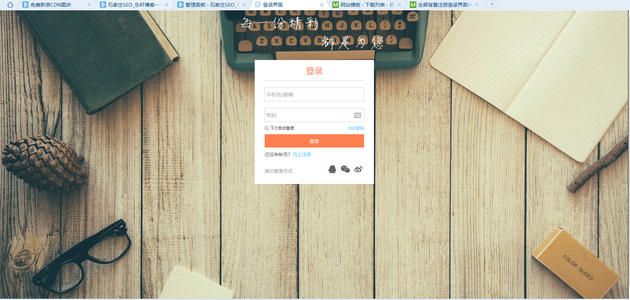 免费新浪CDN图床
石家庄SEO_农村博客—
管理面板 - 石家庄SEO_
登录界面
网站模板 - 下载列表 -
全屏背景注册登录界面
每一份精彩
都是为您
登录
手机号/邮箱
密码
下次自动登录
忘记密码
登录
还没有帐号？ 马上注册
其它登录方式
COLOR SLIDES